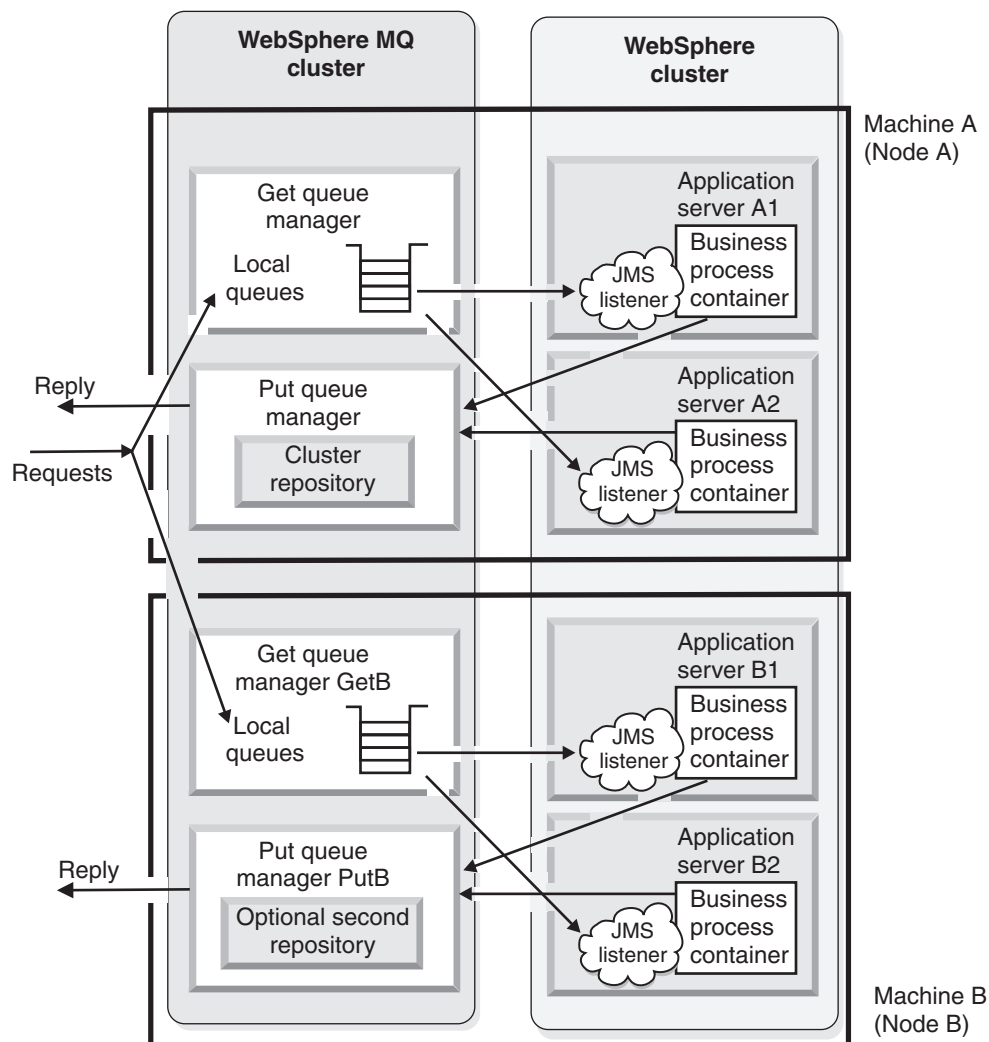 WebSphere MQ
cluster
WebSphere
cluster
Machine A
(Node A)
Get queue
manager
Local
queues
Application
server A1
Business
process
container
JMS
listener
Reply
Requests
Put queue
manager
Cluster
repository
Application
server A2
Business
process
container
JMS
listener
Get queue
manager GetB
Local
queues
Application
server B1
Business
process
container
JMS
listener
Reply
Put queue
manager PutB
Optional second
repository
Application
server B2
Business
process
container
JMS
listener
Machine B
(Node B)